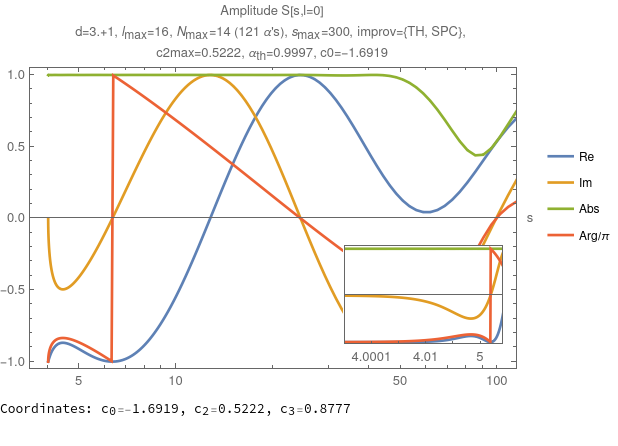 Amplitude S[s,l=0]
d=3.+1, lmax=16, Nmax=14 (121 α's), smax=300, improv={TH, SPC},
c2max=0.5222, αth=0.9997, c0=-1.6919
1.0
0.5
0.0
-0.5
-1.0
5 10 50 100
s
Re
Im
Abs
Arg/π
4.0001 4.01 5
Coordinates: c0=-1.6919, c2=0.5222, c3=0.8777